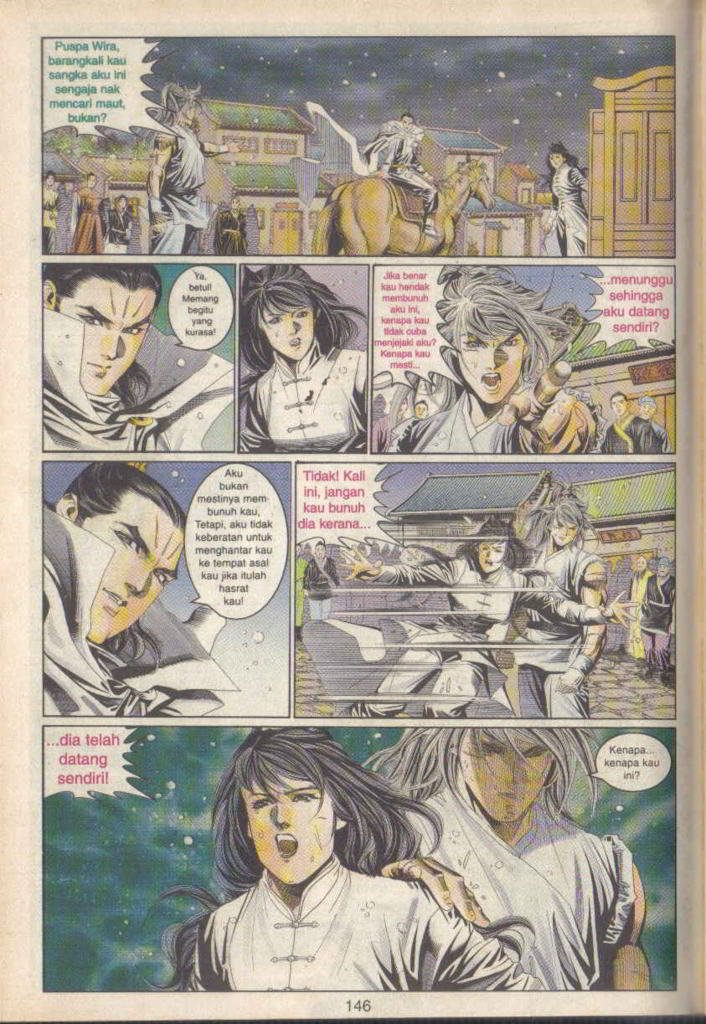 Puspa Wira,
barangkali kau
sangka aku ini
sengaja nak
mencari maut,
bukan?
Ya,
betul!
Memang
begitu
yang
kurasa!
Jika benar
kau hendak
membunuh
aku ini,
kenapa kau
tidak cuba
menjejaki aku?
Kenapa kau
mesti...
...menunggu
sehingga
aku datang
sendiri?
Aku
bukan
mestinya mem-
bunuh kau,
Tetapi, aku tidak
keberatan untuk
menghantar kau
ke tempat asal
kau jika itulah
hasrat
kau!
Tidak! Kali
ini, jangan
kau bunuh
dia kerana...
...dia telah
datang
sendiri!
Kenapa...
kenapa kau
ini?
146